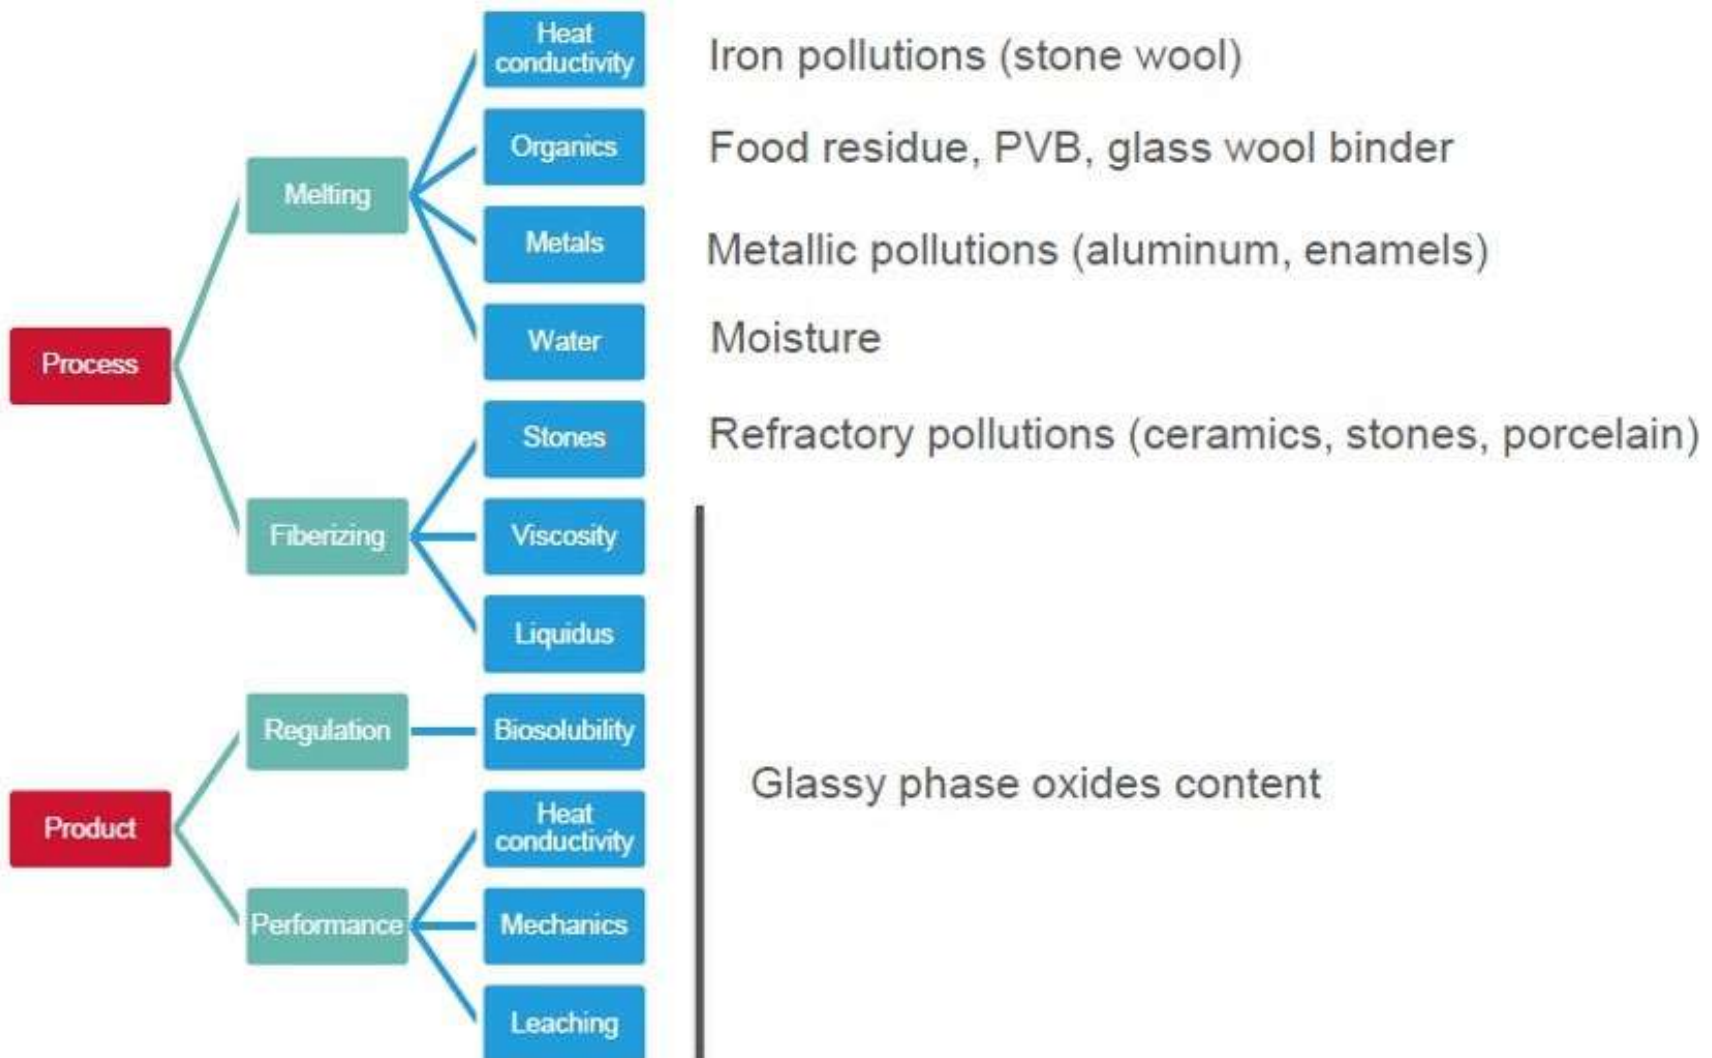 Heat
conductivity
Iron pollutions (stone wool)
Organics
Food residue, PVB, glass wool binder
Melting
Metals
Metallic pollutions (aluminum, enamels)
Water
Moisture
Process
Stones
Refractory pollutions (ceramics, stones, porcelain)
Fiberizing
Viscosity
Liquidus
Regulation
Biosolubility
Glassy phase oxides content
Product
Heat
conductivity
Performance
Mechanics
Leaching